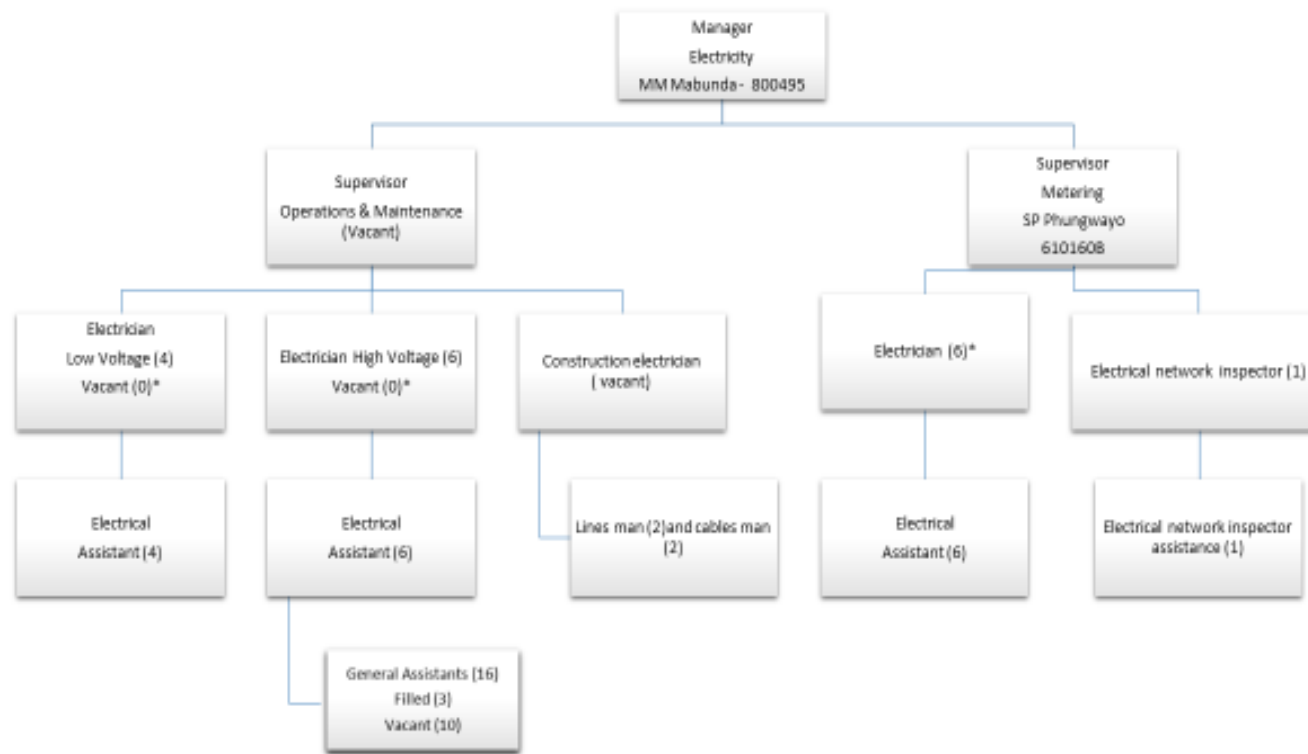 Manager
Electricity
MM Mabunda - 800495
Supervisor
Operations & Maintenance
(Vacant)
Supervisor
Metering
SP Phungwayo
6101608
Electrician
Low Voltage (4)
Vacant (0)*
Electrician High Voltage (6)
Vacant (0)*
Construction electrician
( vacant)
Electrician (6)*
Electrical network inspector (1)
Electrical
Assistant (4)
Electrical
Assistant (6)
Lines man (2)and cables man
(2)
Electrical
Assistant (6)
Electrical network inspector
assistance (1)
General Assistants (16)
Filled (3)
Vacant (10)